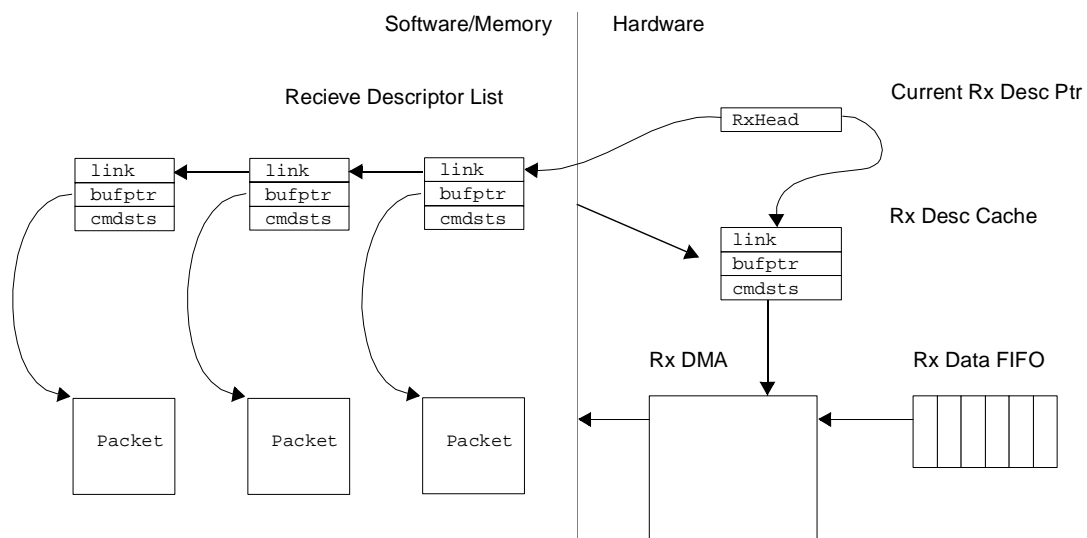 Software/Memory
Hardware
Recieve Descriptor List
Current Rx Desc Ptr
RxHead
link
bufptr
cmdsts
link
bufptr
cmdsts
link
bufptr
cmdsts
Rx Desc Cache
link
bufptr
cmdsts
Rx DMA
Rx Data FIFO
Packet
Packet
Packet